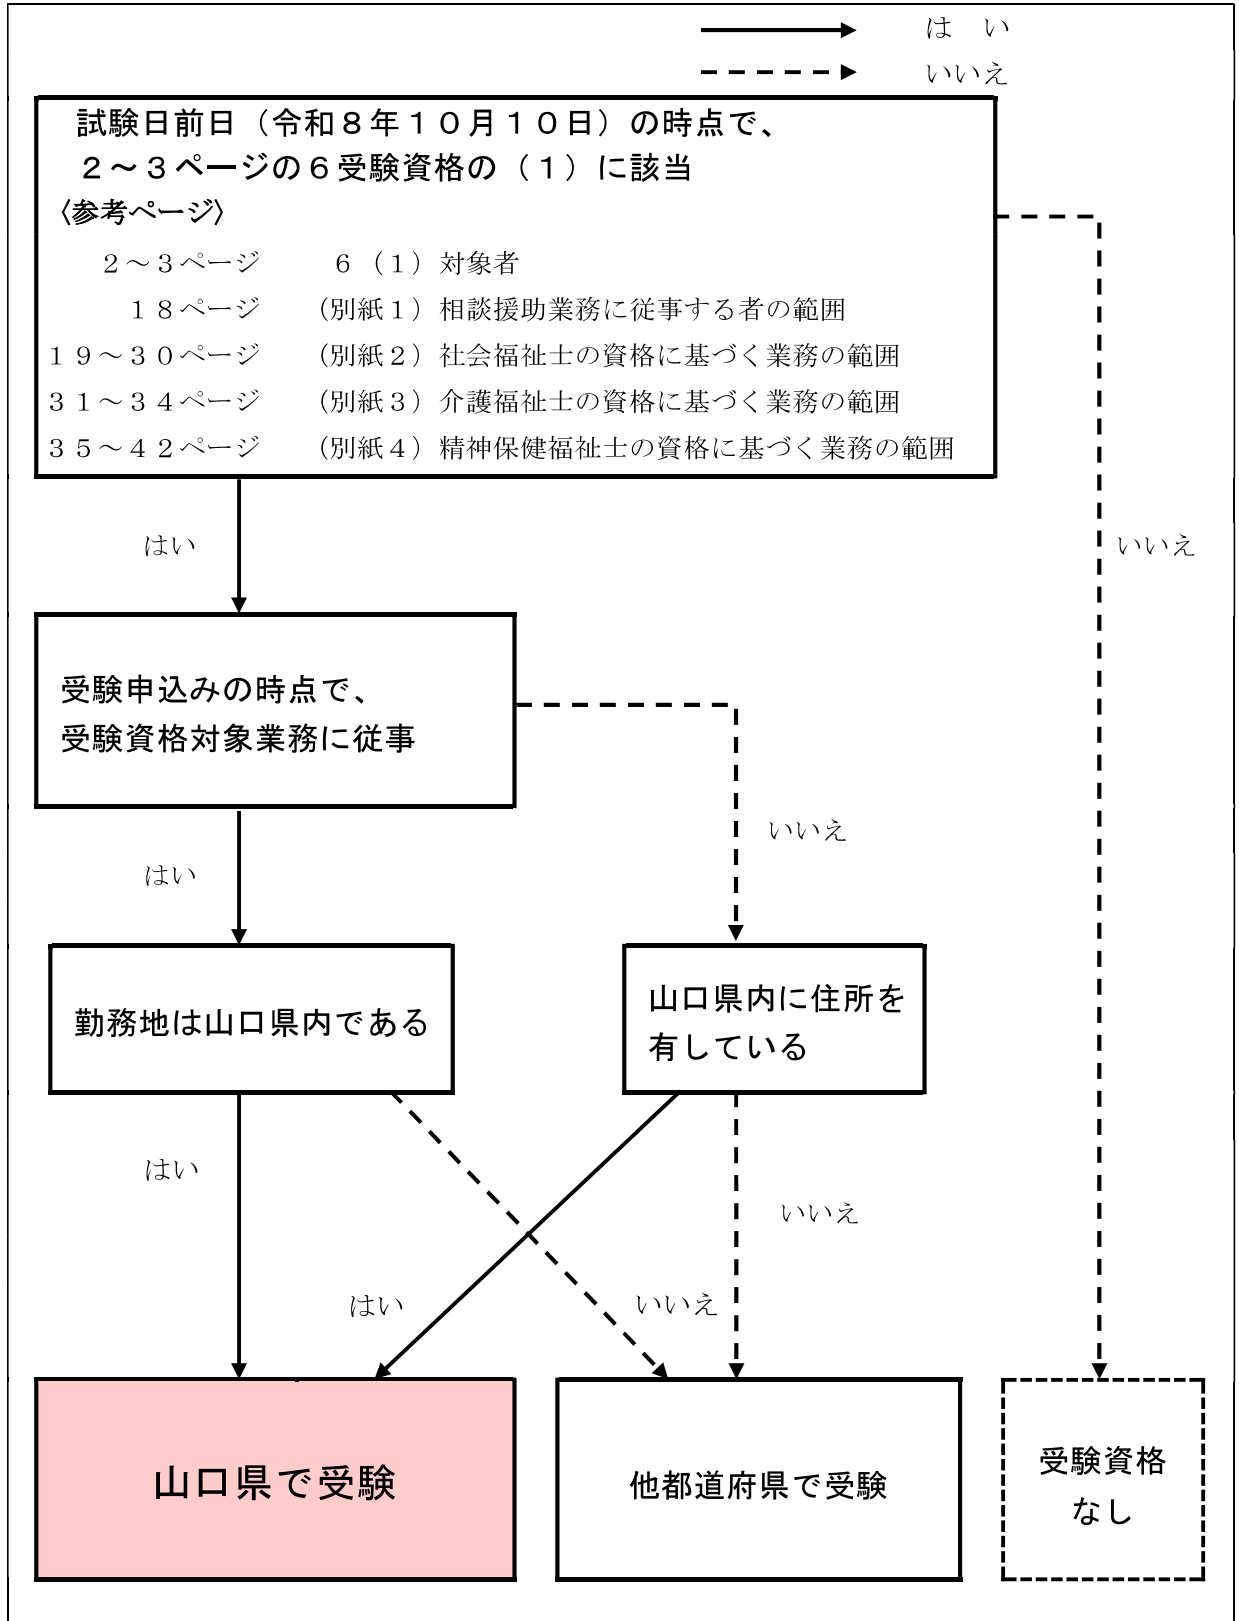 は　い
いいえ
試験日前日（令和８年１０月１０日）の時点で、
２～３ページの６受験資格の（１）に該当
〈参考ページ〉
２～３ページ　６（１）対象者
１８ページ　（別紙１）相談援助業務に従事する者の範囲
１９～３０ページ　（別紙２）社会福祉士の資格に基づく業務の範囲
３１～３４ページ　（別紙３）介護福祉士の資格に基づく業務の範囲
３５～４２ページ　（別紙４）精神保健福祉士の資格に基づく業務の範囲
はい
いいえ
受験申込みの時点で、
受験資格対象業務に従事
いいえ
はい
勤務地は山口県内である
山口県内に住所を
有している
はい
いいえ
はい
いいえ
山口県で受験
他都道府県で受験
受験資格
なし